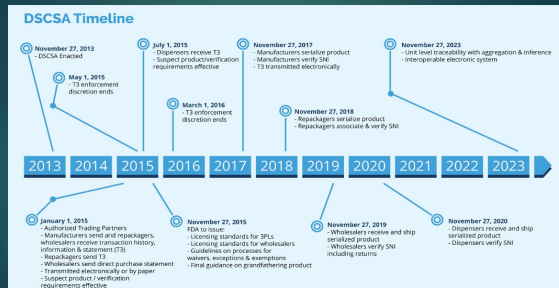 DSCSA Timeline
November 27, 2013
- DSCSA Enacted
May 1, 2015
- T3 enforcement
discretion ends
July 1, 2015
- Dispensers receive T3
- Suspect product/verification
requirements effective
March 1, 2016
- T3 enforcement
discretion ends
November 27, 2017
- Manufacturers serialize product
- Manufacturers verify SNI
- T3 transmitted electronically
November 27, 2018
- Repackagers serialize product
- Repackagers associate & verify SNI
November 27, 2023
- Unit level traceability with aggregation & inference
- Interoperable electronic system
2013 2014 2015 2016 2017 2018 2019 2020 2021 2022 2023
January 1, 2015
- Authorized Trading Partners
- Manufacturers send and repackagers,
wholesalers receive transaction history,
information & statement (T3)
- Repackagers send T3
- Wholesalers send direct purchase statement
- Transmitted electronically or by paper
- Suspect product / verification
requirements effective
November 27, 2015
FDA to issue:
- Licensing standards for 3PLs
- Licensing standards for wholesalers
- Guidelines on processes for
waivers, exceptions & exemptions
- Final guidance on grandfathering product
November 27, 2019
- Wholesalers receive and ship
serialized product
- Wholesalers verify SNI
including returns
November 27, 2020
- Dispensers receive and ship
serialized product
- Dispensers verify SNI